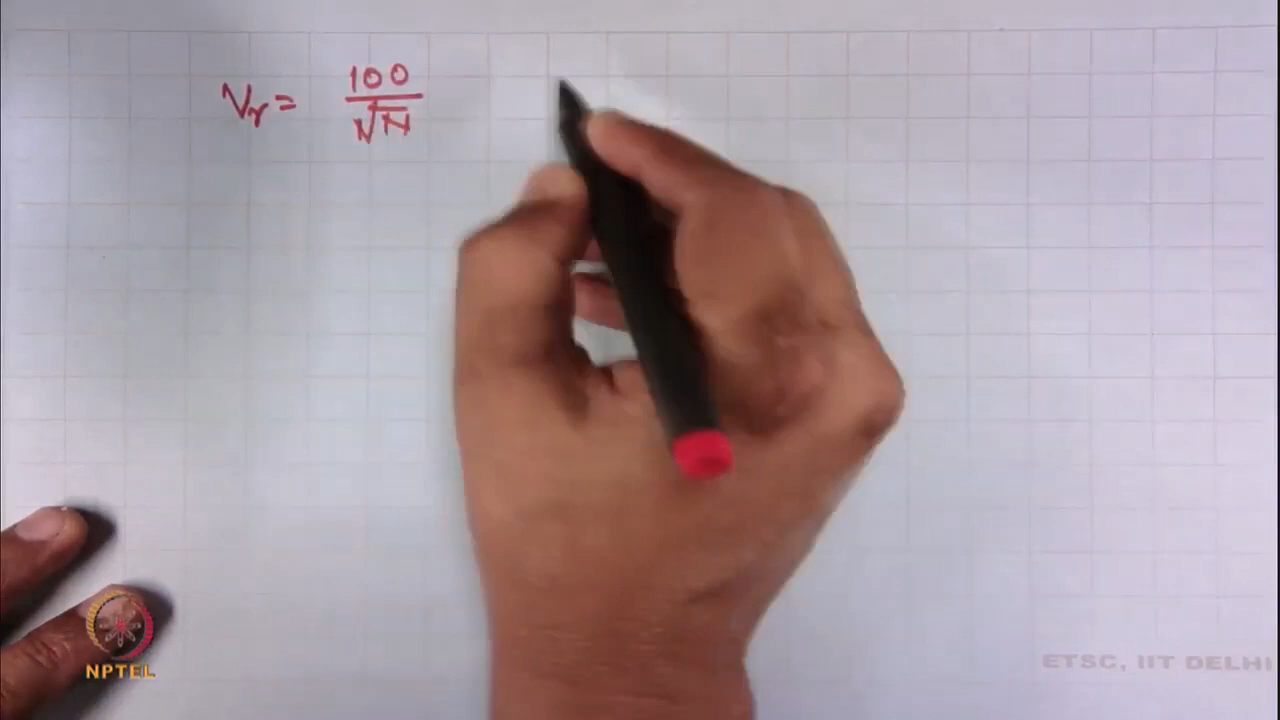 Vr = 100 / √N
NPTEL
ETSC, IIT DELHI